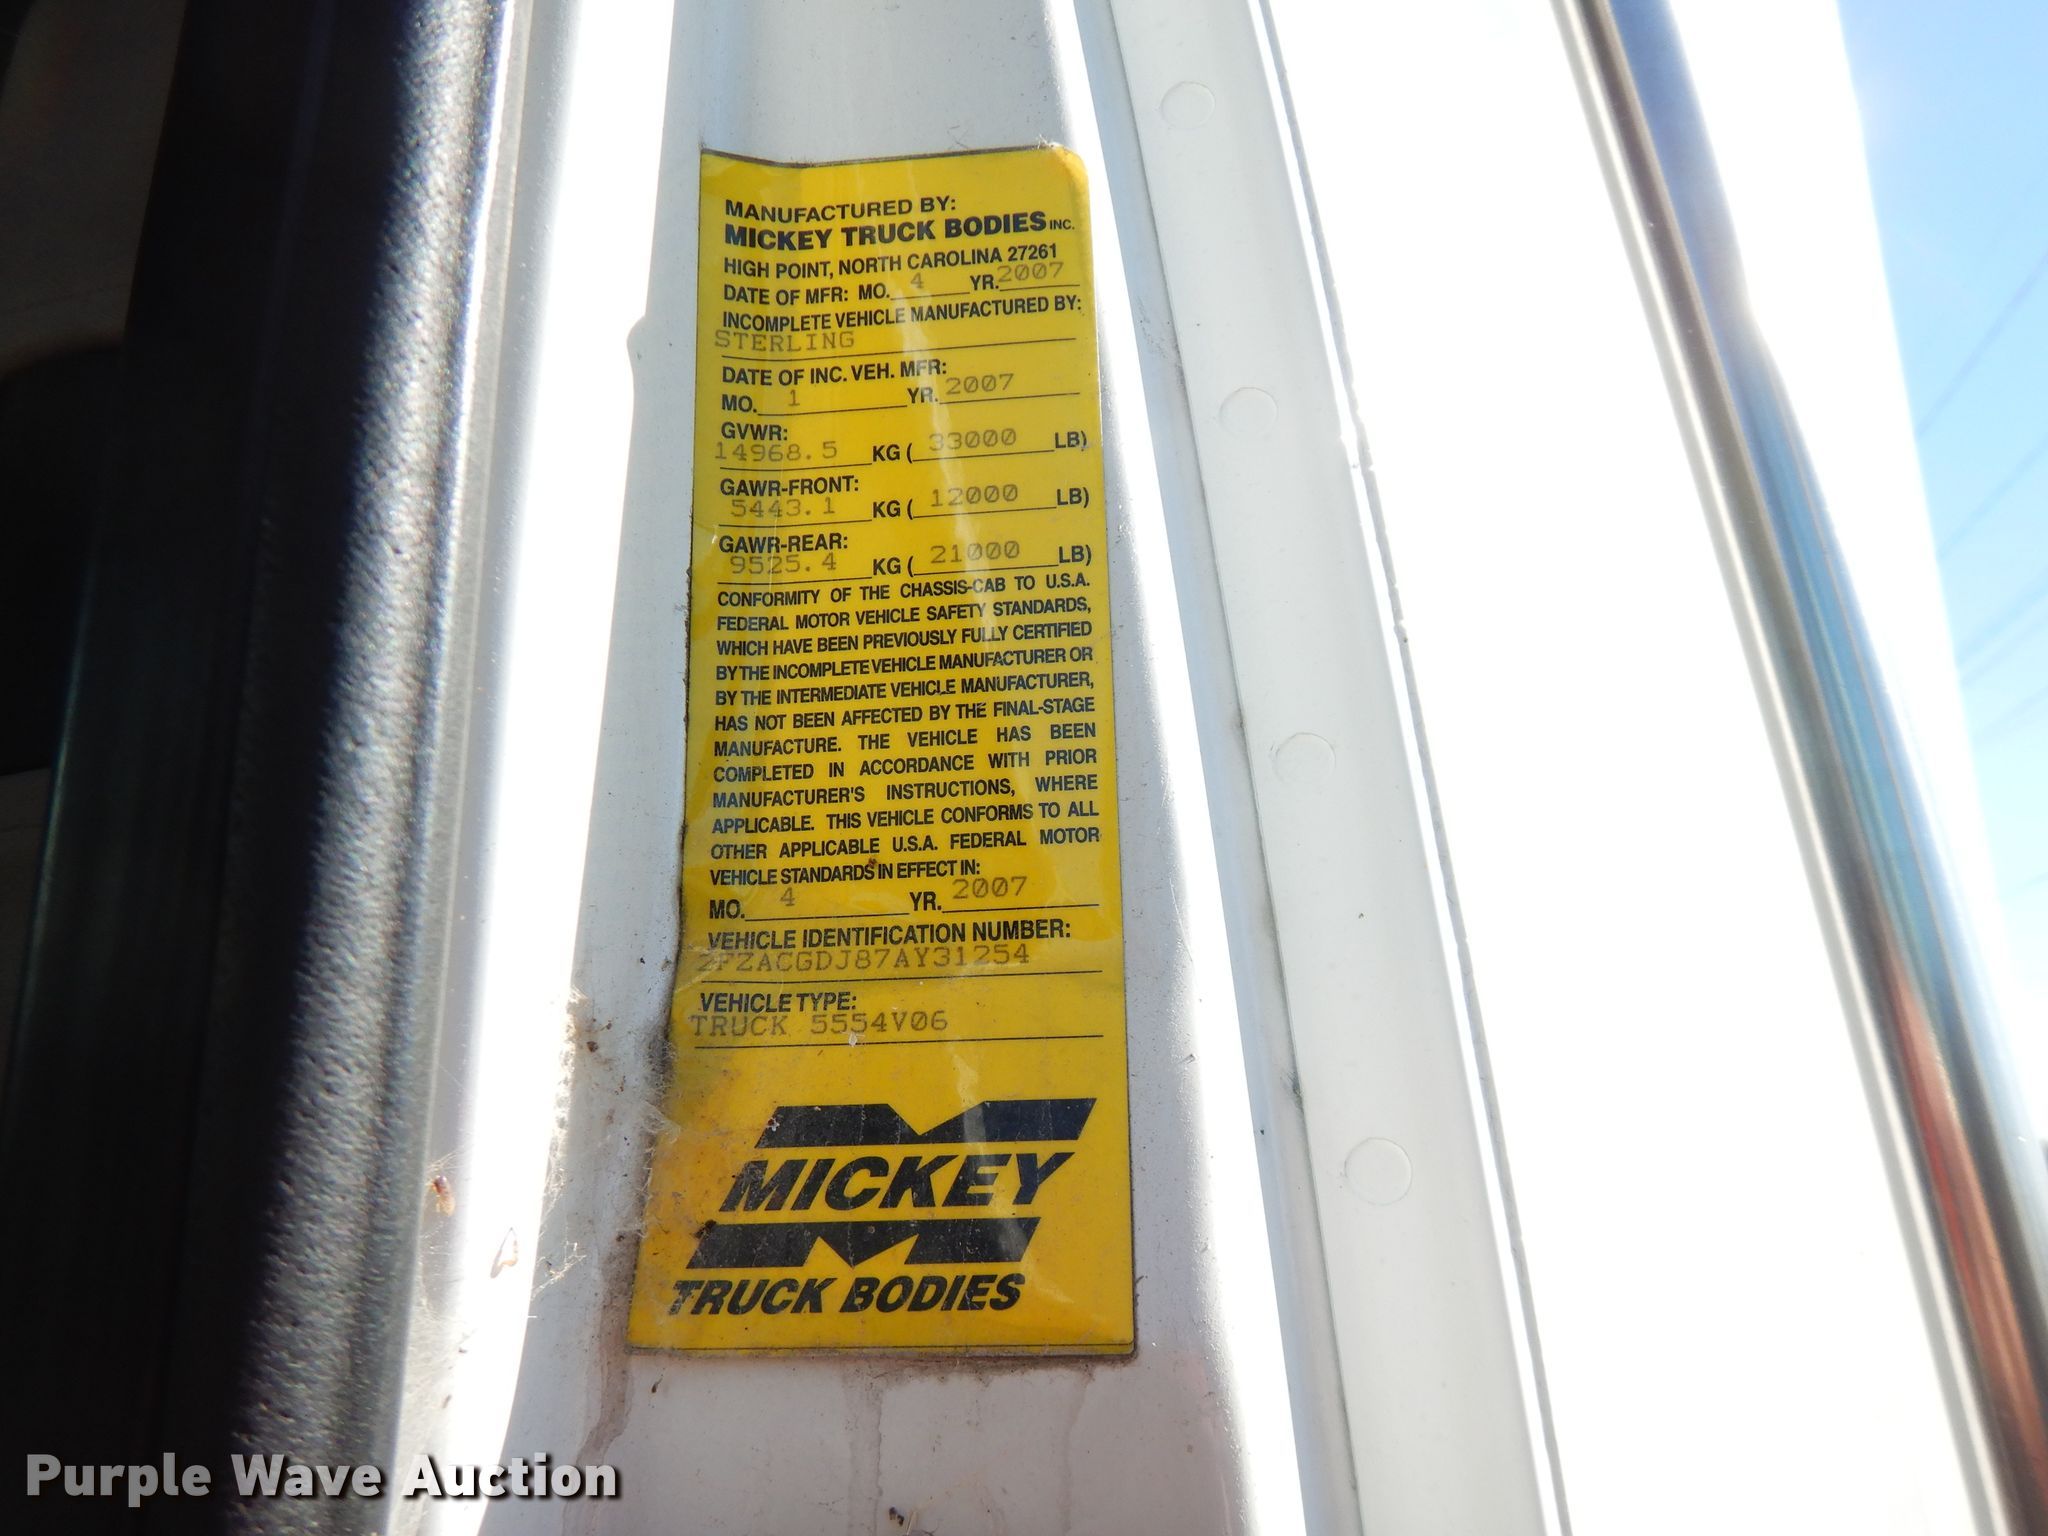 MANUFACTURED BY:
MICKEY TRUCK BODIES INC.
HIGH POINT, NORTH CAROLINA 27261
DATE OF MFR: MO. 4 YR. 2007
INCOMPLETE VEHICLE MANUFACTURED BY:
STERLING
DATE OF INC. VEH. MFR:
MO. 1 YR. 2007
GVWR:
14968.5 KG ( 33000 LB)
GAWR-FRONT:
5443.1 KG ( 12000 LB)
GAWR-REAR:
9525.4 KG ( 21000 LB)
CONFORMITY OF THE CHASSIS-CAB TO U.S.A.
FEDERAL MOTOR VEHICLE SAFETY STANDARDS,
WHICH HAVE BEEN PREVIOUSLY FULLY CERTIFIED
BY THE INCOMPLETE VEHICLE MANUFACTURER OR
BY THE INTERMEDIATE VEHICLE MANUFACTURER,
HAS NOT BEEN AFFECTED BY THE FINAL-STAGE
MANUFACTURE. THE VEHICLE HAS BEEN
COMPLETED IN ACCORDANCE WITH PRIOR
MANUFACTURER'S INSTRUCTIONS, WHERE
APPLICABLE. THIS VEHICLE CONFORMS TO ALL
OTHER APPLICABLE U.S.A. FEDERAL MOTOR
VEHICLE STANDARDS IN EFFECT IN:
MO. 4 YR. 2007
VEHICLE IDENTIFICATION NUMBER:
2FZACGDJ87AY31254
VEHICLE TYPE:
TRUCK 5554V06
MICKEY
TRUCK BODIES
Purple Wave Auction